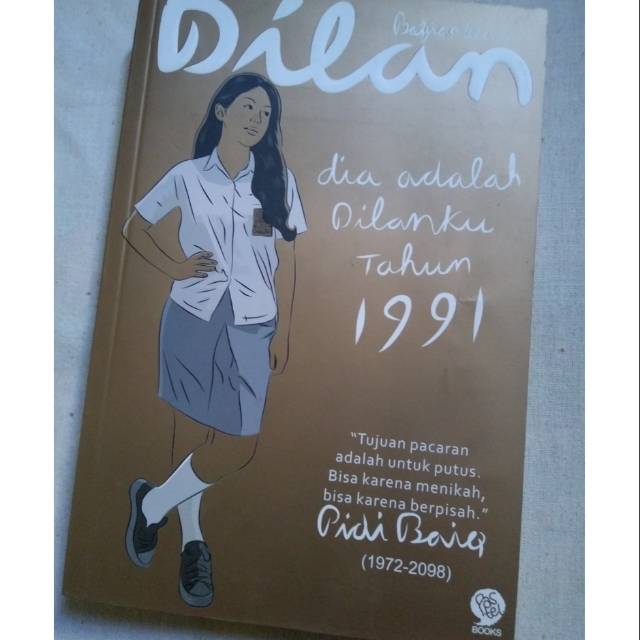 Dilan
dia adalah
Dilanku
Tahun
1991
"Tujuan pacaran
adalah untuk putus.
Bisa karena menikah,
bisa karena berpisah."
Pidi Baiq
(1972-2098)
BOOKS